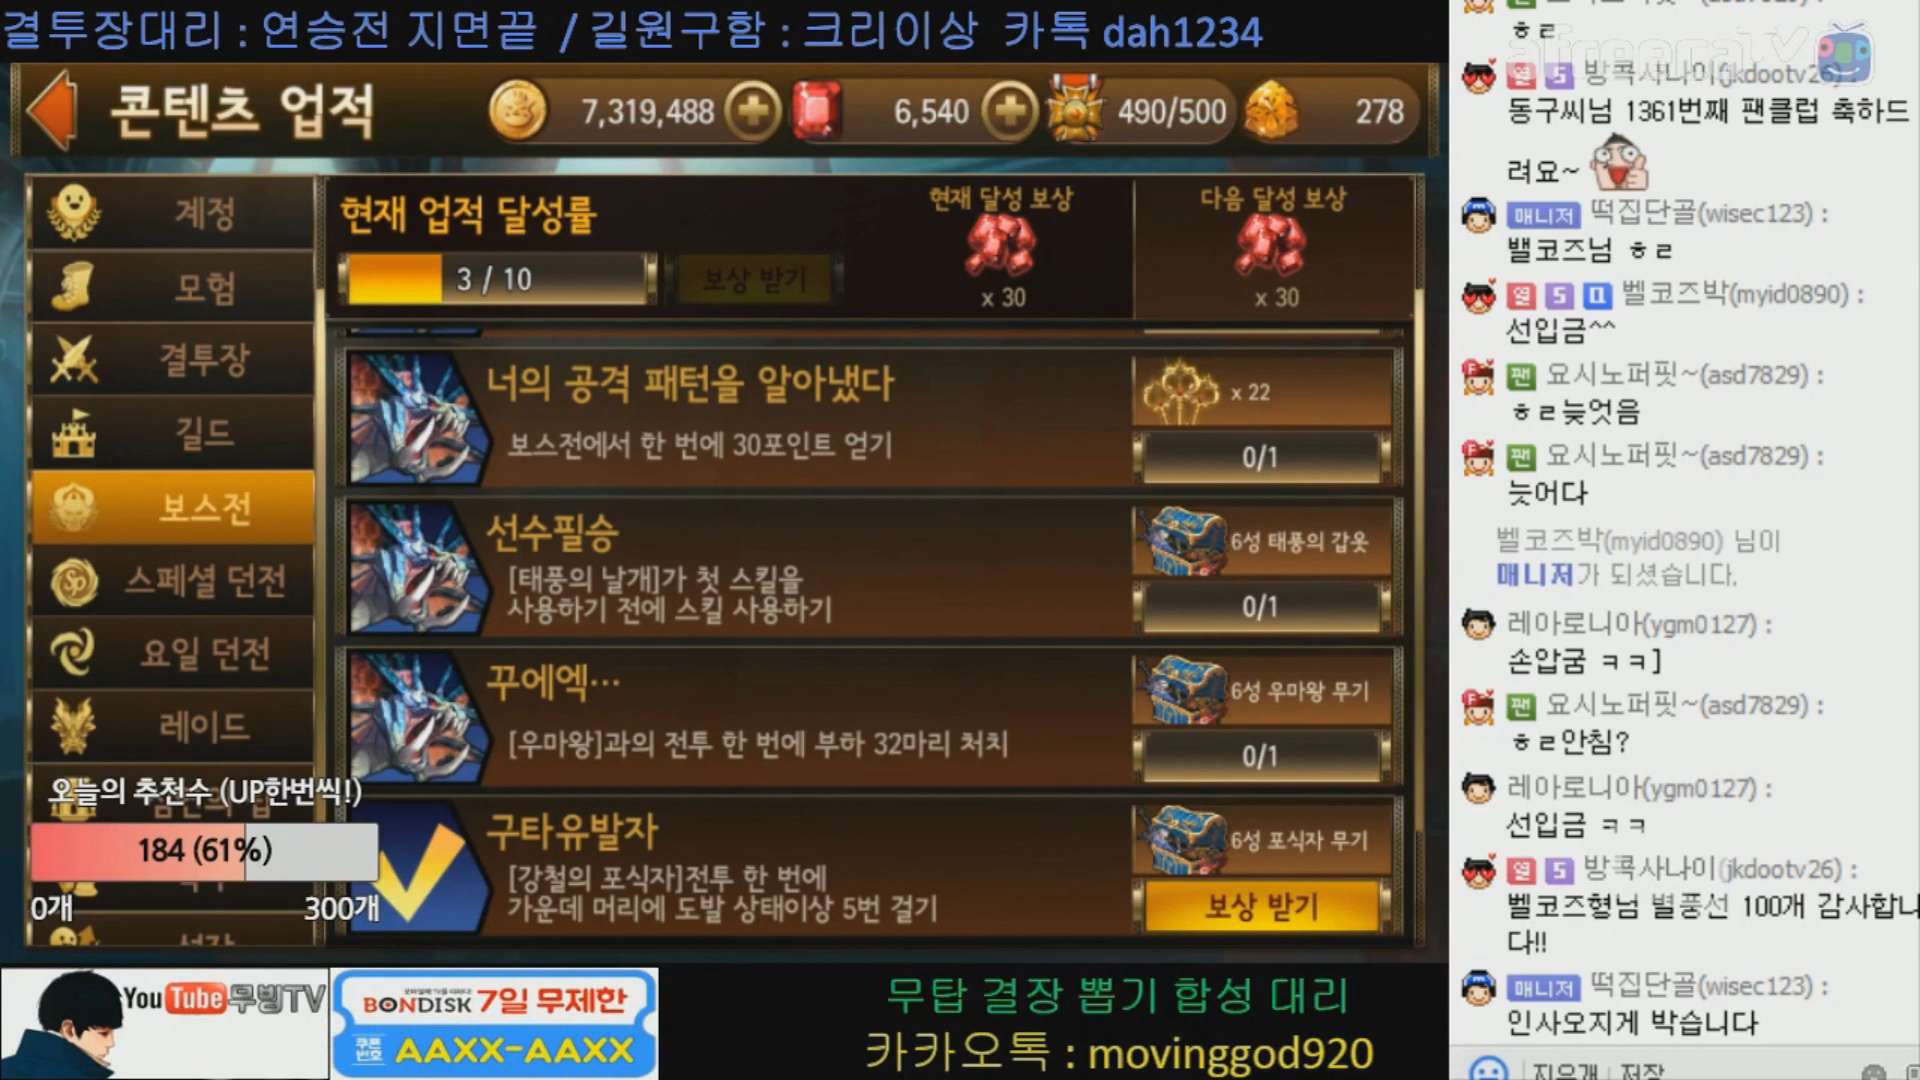 결투장대리 : 연승전 지면끝 / 길원구함 : 크리이상 카톡 dah1234
콘텐츠 업적
7,319,488
6,540
490/500
278
계정
모험
결투장
길드
보스전
스페셜 던전
요일 던전
레이드
현재 업적 달성률
3 / 10
보상 받기
현재 달성 보상
x 30
다음 달성 보상
x 30
너의 공격 패턴을 알아냈다
보스전에서 한 번에 30포인트 얻기
x 22
0/1
선수필승
[태풍의 날개]가 첫 스킬을
사용하기 전에 스킬 사용하기
6성 태풍의 갑옷
0/1
꾸에엑...
[우마왕]과의 전투 한 번에 부하 32마리 처치
6성 우마왕 무기
0/1
구타유발자
[강철의 포식자]전투 한 번에
가운데 머리에 도발 상태이상 5번 걸기
6성 포식자 무기
보상 받기
오늘의 추천수 (UP한번씩!)
184 (61%)
0개
300개
YouTube 무빙TV
BONDISK 7일 무제한
쿠폰
번호
AAXX-AAXX
무탑 결장 뽑기 합성 대리
카카오톡 : movinggod920
afreecaTV
ㅎㄹ
열 5 방콕사나이(jkdootv26) :
동구씨님 1361번째 팬클럽 축하드
려요~
매니저 떡집단골(wisec123) :
밸코즈님 ㅎㄹ
열 5 벨코즈박(myid0890) :
선입금^^
팬 요시노퍼핏~(asd7829) :
ㅎㄹ늦엇음
팬 요시노퍼핏~(asd7829) :
늣어다
벨코즈박(myid0890) 님이
매니저가 되셨습니다.
레아로니아(ygm0127) :
손압굼 ㅋㅋ]
팬 요시노퍼핏~(asd7829) :
ㅎㄹ안침?
레아로니아(ygm0127) :
선입금 ㅋㅋ
열 5 방콕사나이(jkdootv26) :
벨코즈형님 별풍선 100개 감사합니
다!!
매니저 떡집단골(wisec123) :
인사오지게 박습니다
지우개 | 저장